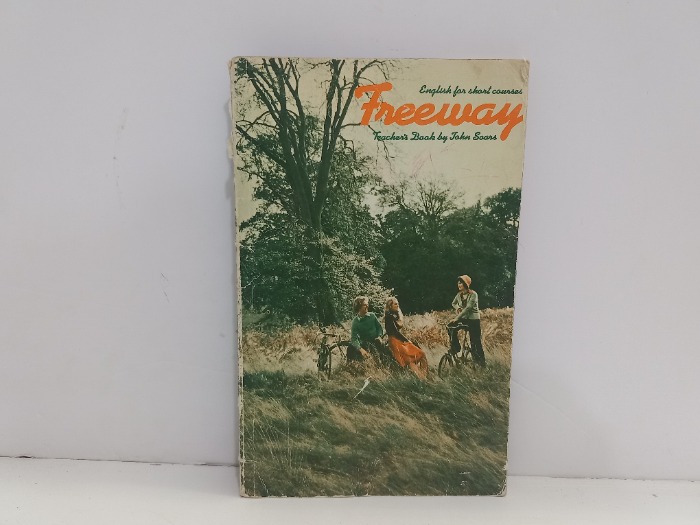 English for short courses
Freeway
Teacher's Book by John Soars